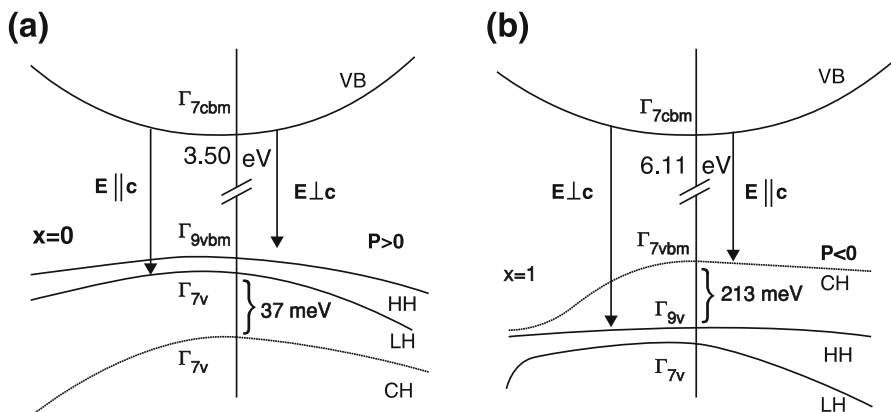 (a)
VB
Γ7cbm
3.50 eV
E || c
E⊥c
x=0
Γ9vbm
P>0
Γ7v
37 meV
HH
LH
Γ7v
CH
(b)
VB
Γ7cbm
6.11 eV
E⊥c
E || c
Γ7vbm
P<0
x=1
CH
213 meV
Γ9v
HH
Γ7v
LH